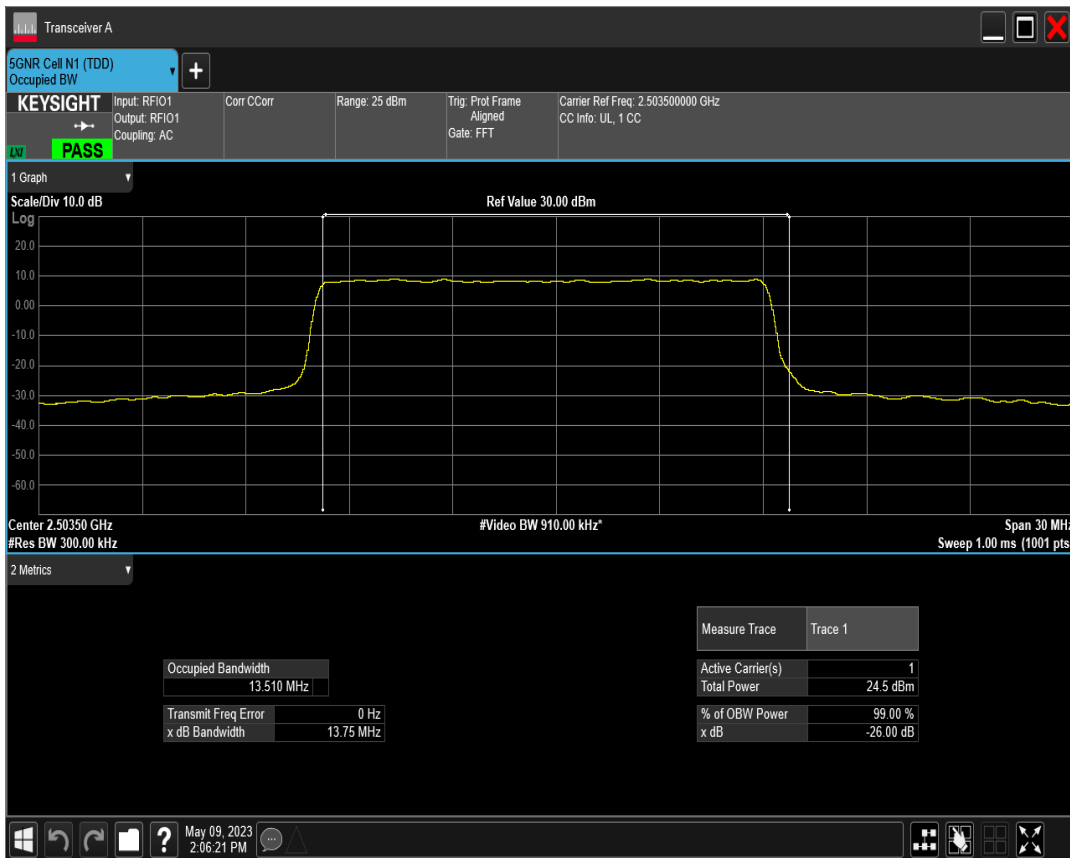 Transceiver A
5GNR Cell N1 (TDD)
Occupied BW
+
KEYSIGHT
LXI
PASS
Input: RFIO1
Output: RFIO1
Coupling: AC
Corr CCorr
Range: 25 dBm
Trig: Prot Frame
Aligned
Gate: FFT
Carrier Ref Freq: 2.503500000 GHz
CC Info: UL, 1 CC
1 Graph
Scale/Div 10.0 dB
Ref Value 30.00 dBm
Log
20.0
10.0
0.00
-10.0
-20.0
-30.0
-40.0
-50.0
-60.0
Center 2.50350 GHz
#Video BW 910.00 kHz*
Span 30 MHz
#Res BW 300.00 kHz
Sweep 1.00 ms (1001 pts
2 Metrics
Measure Trace Trace 1
Occupied Bandwidth
13.510 MHz
Active Carrier(s) 1
Total Power 24.5 dBm
Transmit Freq Error 0 Hz
x dB Bandwidth 13.75 MHz
% of OBW Power 99.00 %
x dB -26.00 dB
?
May 09, 2023
2:06:21 PM